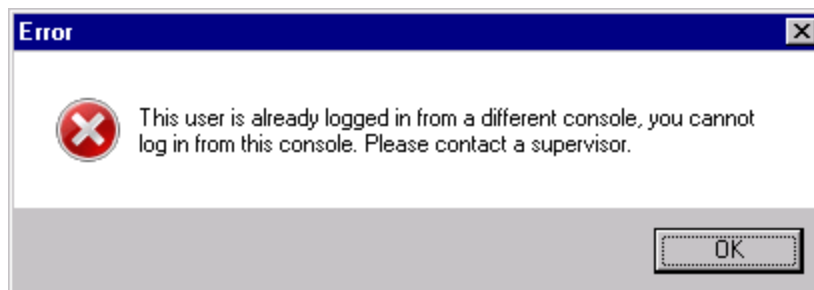 Error
This user is already logged in from a different console, you cannot
log in from this console. Please contact a supervisor.
OK